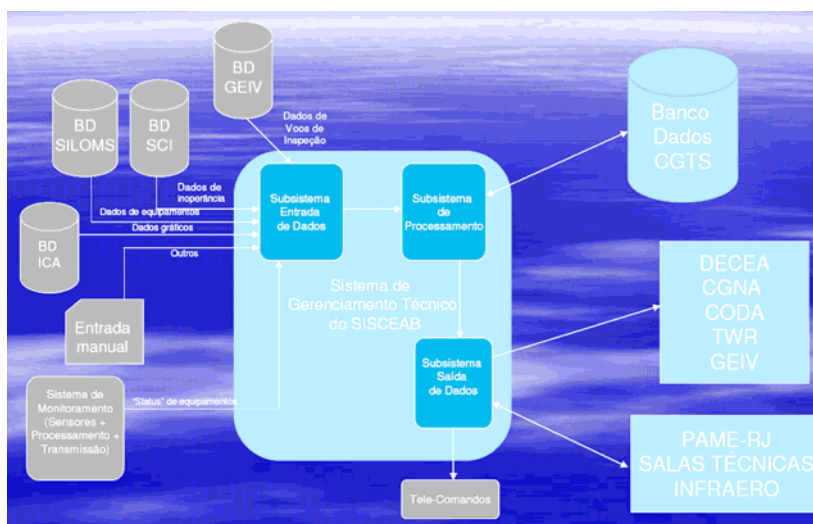 BD
GEIV
BD
SILOMS
BD
SCI
Dados de
Voos de
Inspeção
Banco
Dados
CGTS
Dados de
inoperância
Dados de equipamentos
Dados gráficos
Outros
BD
ICA
Subsistema
Entrada
de Dados
Subsistema
de
Processamento
Sistema de
Gerenciamento Técnico
do SISCEAB
DECEA
CGNA
CODA
TWR
GEIV
Entrada
manual
Subsistema
Saída
de Dados
Sistema de
Monitoramento
(Sensores +
Processamento +
Transmissão)
"Status" de equipamentos
PAME-RJ
SALAS TÉCNICAS
INFRAERO
Tele-Comandos